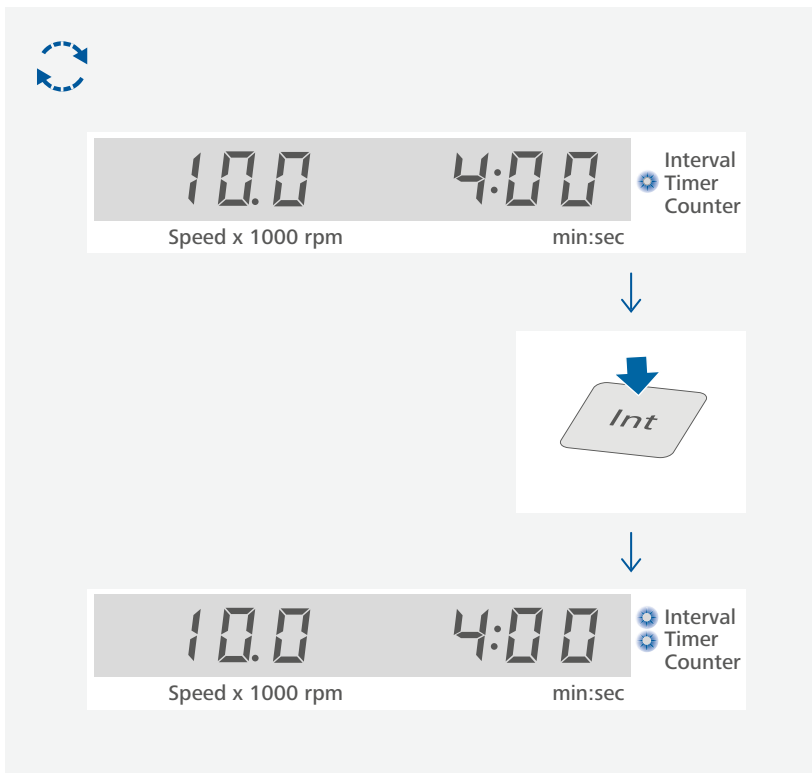 10.0 4:00
Interval
Timer
Counter
Speed x 1000 rpm min:sec
Int
10.0 4:00
Interval
Timer
Counter
Speed x 1000 rpm min:sec